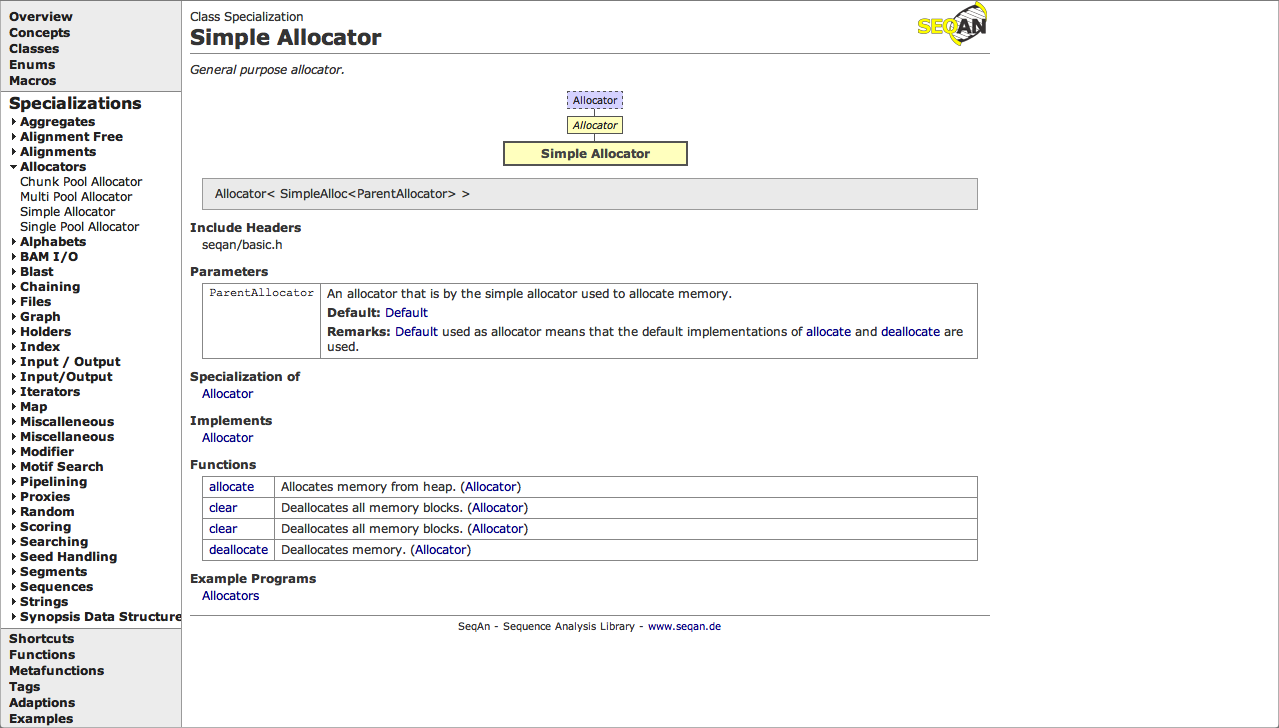 Overview
Concepts
Classes
Enums
Macros
Specializations
Aggregates
Alignment Free
Alignments
Allocators
Chunk Pool Allocator
Multi Pool Allocator
Simple Allocator
Single Pool Allocator
Alphabets
BAM I/O
Blast
Chaining
Files
Graph
Holders
Index
Input / Output
Input/Output
Iterators
Map
Miscalleneous
Miscellaneous
Modifier
Motif Search
Pipelining
Proxies
Random
Scoring
Searching
Seed Handling
Segments
Sequences
Strings
Synopsis Data Structure
Shortcuts
Functions
Metafunctions
Tags
Adaptions
Examples
Class Specialization
Simple Allocator
SEQAN
General purpose allocator.
Allocator
Allocator
Simple Allocator
Allocator< SimpleAlloc<ParentAllocator> >
Include Headers
seqan/basic.h
Parameters
ParentAllocator An allocator that is by the simple allocator used to allocate memory.
Default: Default
Remarks: Default used as allocator means that the default implementations of allocate and deallocate are
used.
Specialization of
Allocator
Implements
Allocator
Functions
allocate Allocates memory from heap. (Allocator)
clear Deallocates all memory blocks. (Allocator)
clear Deallocates all memory blocks. (Allocator)
deallocate Deallocates memory. (Allocator)
Example Programs
Allocators
SeqAn - Sequence Analysis Library - www.seqan.de